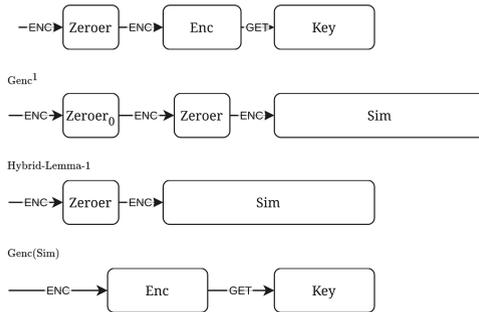 ENC Zeroer ENC Enc GET Key
Genc¹
ENC Zeroer₀ ENC Zeroer ENC Sim
Hybrid-Lemma-1
ENC Zeroer ENC Sim
Genc(Sim)
ENC Enc GET Key